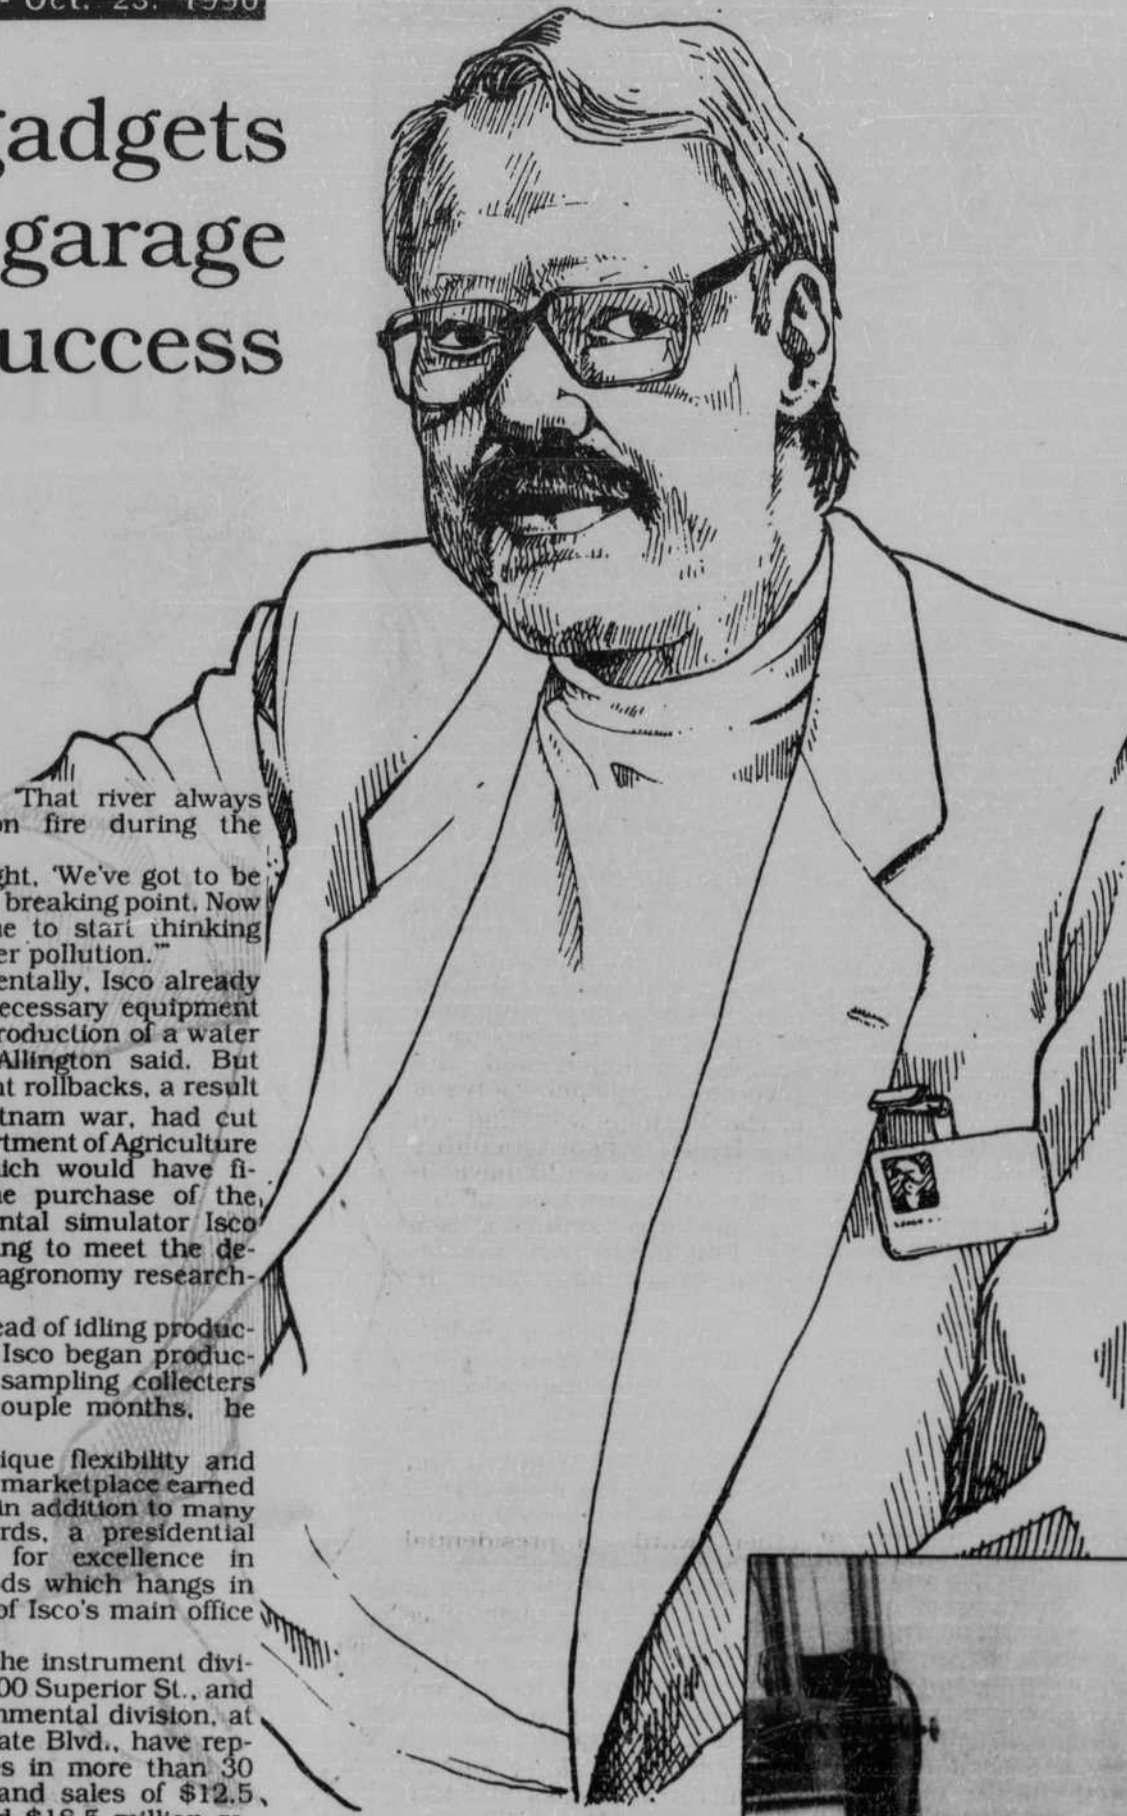 Oct. 23. 1990
gadgets
garage
uccess
"That river always
on fire during the
ght, 'We've got to be
breaking point. Now
e to start thinking
er pollution.'"
entally, Isco already
ecessary equipment
roduction of a water
Allington said. But
nt rollbacks, a result
tnam war, had cut
rtment of Agriculture
ich would have fi-
e purchase of the
ntal simulator Isco
ng to meet the de-
agronomy research-
ead of idling produc-
Isco began produc-
sampling collecters
ouple months, he
ique flexibility and
marketplace earned
in addition to many
rds, a presidential
for excellence in
ds which hangs in
of Isco's main office
he instrument divi-
00 Superior St., and
nmental division, at
ate Blvd., have rep-
s in more than 30
and sales of $12.5